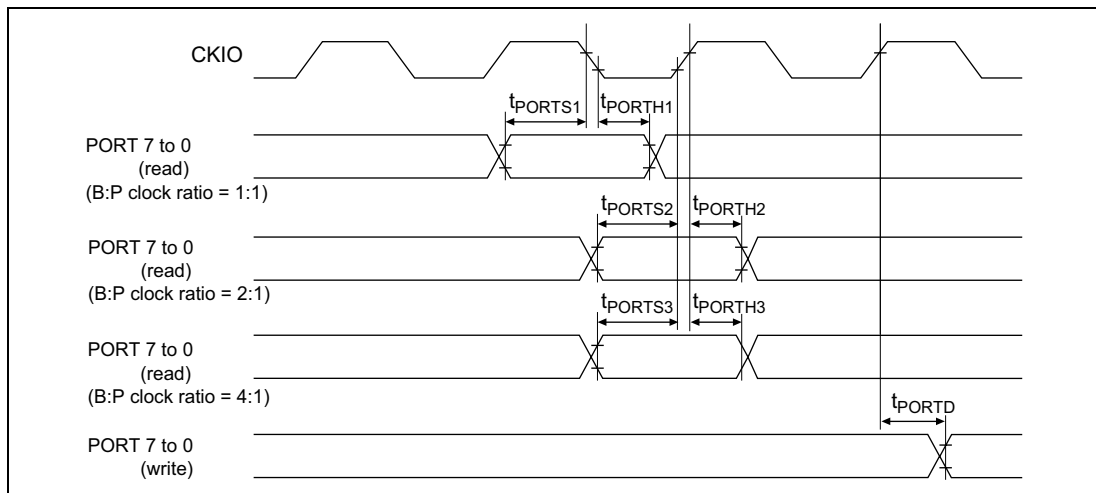 CKIO
tPORTS1 tPORTH1
PORT 7 to 0
(read)
(B:P clock ratio = 1:1)
tPORTS2 tPORTH2
PORT 7 to 0
(read)
(B:P clock ratio = 2:1)
tPORTS3 tPORTH3
PORT 7 to 0
(read)
(B:P clock ratio = 4:1)
tPORTD
PORT 7 to 0
(write)